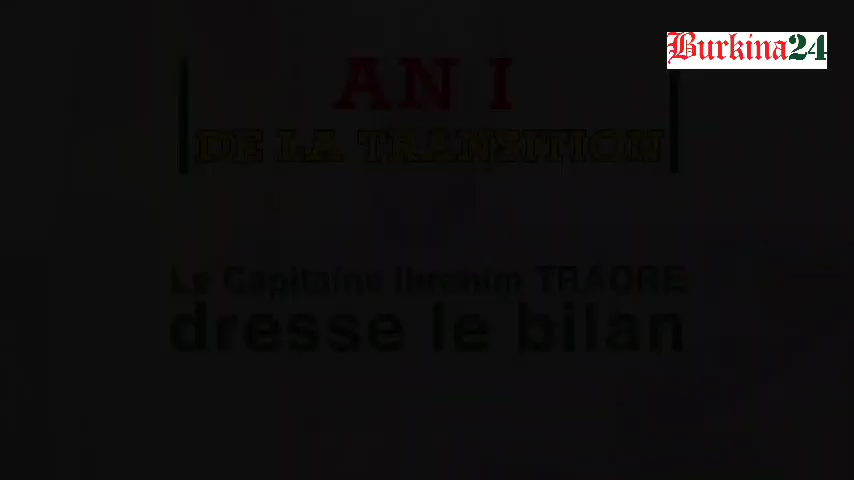 Burkina24
AN I
DE LA TRANSITION
Le Capitaine Ibrahim TRAORE
dresse le bilan